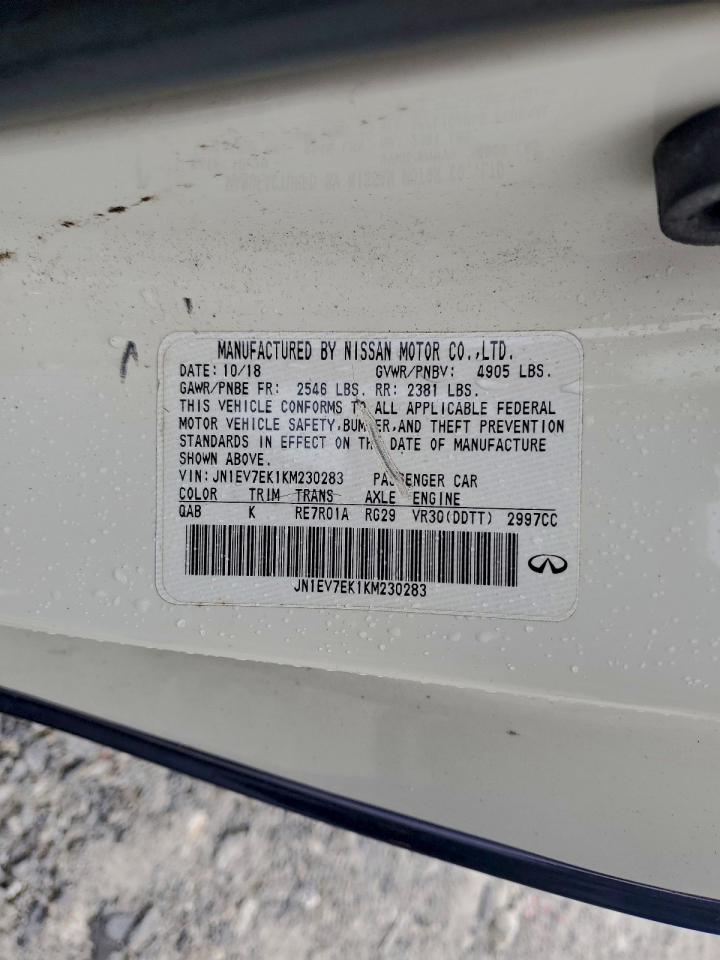 MANUFACTURED BY NISSAN MOTOR CO.,LTD.
DATE: 10/18 GVWR/PNBV: 4905 LBS.
GAWR/PNBE FR: 2546 LBS. RR: 2381 LBS.
THIS VEHICLE CONFORMS TO ALL APPLICABLE FEDERAL
MOTOR VEHICLE SAFETY,BUMPER,AND THEFT PREVENTION
STANDARDS IN EFFECT ON THE DATE OF MANUFACTURE
SHOWN ABOVE.
VIN: JN1EV7EK1KM230283 PASSENGER CAR
COLOR TRIM TRANS AXLE ENGINE
QAB K RE7R01A RG29 VR30(DDTT) 2997CC
JN1EV7EK1KM230283